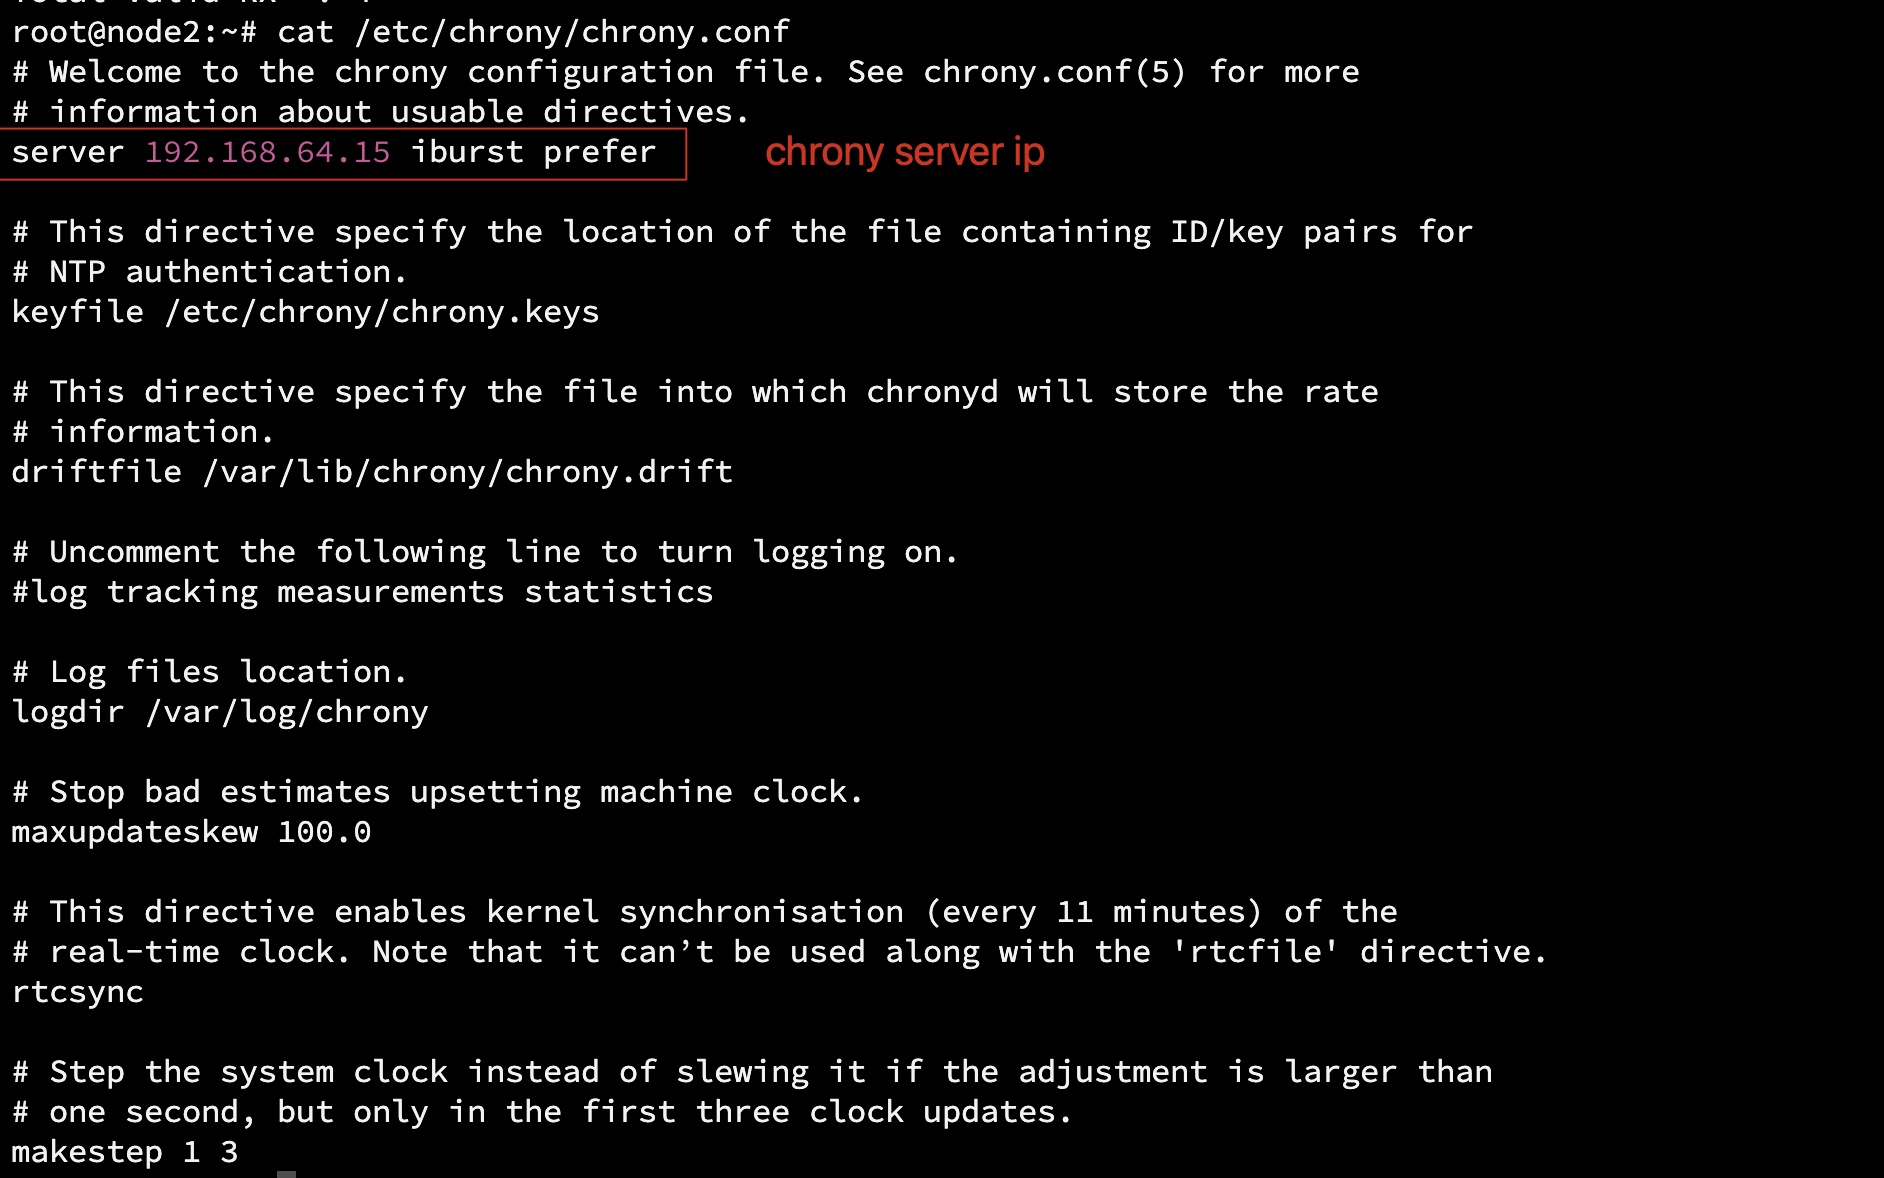 root@node2:~# cat /etc/chrony/chrony.conf
# Welcome to the chrony configuration file. See chrony.conf(5) for more
# information about usuable directives.
server 192.168.64.15 iburst prefer chrony server ip
# This directive specify the location of the file containing ID/key pairs for
# NTP authentication.
keyfile /etc/chrony/chrony.keys
# This directive specify the file into which chronyd will store the rate
# information.
driftfile /var/lib/chrony/chrony.drift
# Uncomment the following line to turn logging on.
#log tracking measurements statistics
# Log files location.
logdir /var/log/chrony
# Stop bad estimates upsetting machine clock.
maxupdateskew 100.0
# This directive enables kernel synchronisation (every 11 minutes) of the
# real-time clock. Note that it can’t be used along with the 'rtcfile' directive.
rtcsync
# Step the system clock instead of slewing it if the adjustment is larger than
# one second, but only in the first three clock updates.
makestep 1 3